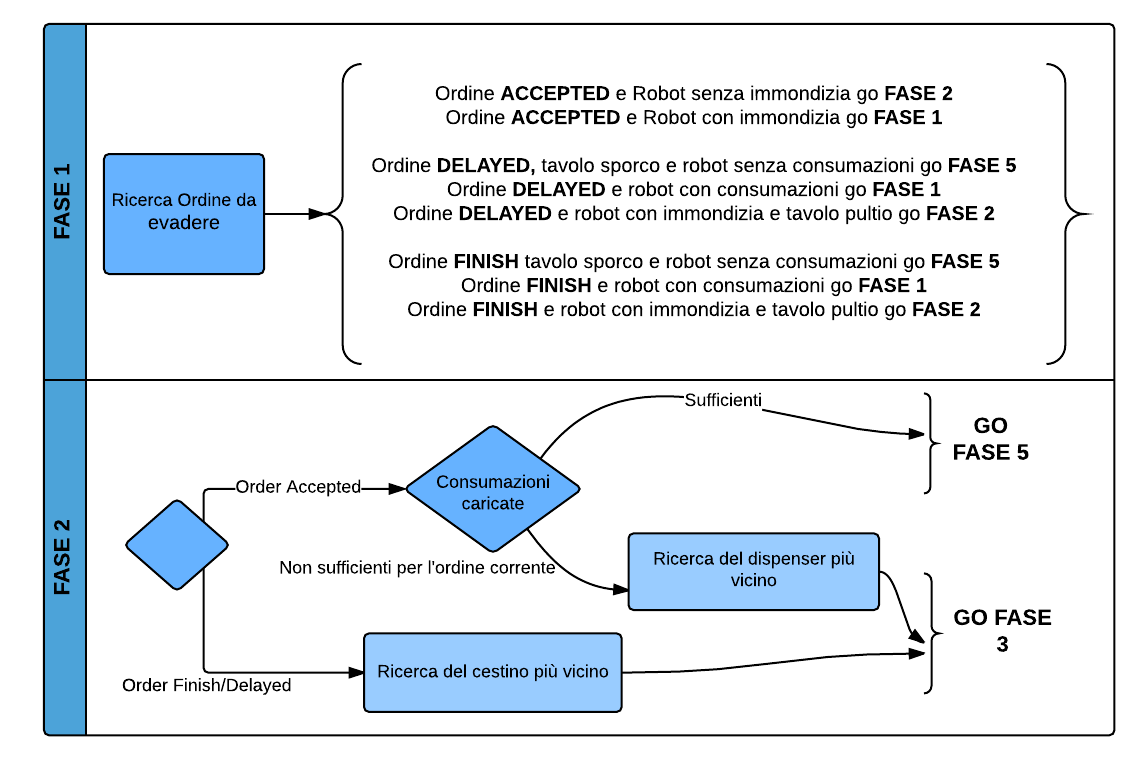 FASE 1
Ricerca Ordine da
evadere
Ordine ACCEPTED e Robot senza immondizia go FASE 2
Ordine ACCEPTED e Robot con immondizia go FASE 1
Ordine DELAYED, tavolo sporco e robot senza consumazioni go FASE 5
Ordine DELAYED e robot con consumazioni go FASE 1
Ordine DELAYED e robot con immondizia e tavolo pultio go FASE 2
Ordine FINISH tavolo sporco e robot senza consumazioni go FASE 5
Ordine FINISH e robot con consumazioni go FASE 1
Ordine FINISH e robot con immondizia e tavolo pultio go FASE 2
FASE 2
Sufficienti
GO
FASE 5
Order Accepted
Consumazioni
caricate
Non sufficienti per l'ordine corrente
Ricerca del dispenser più
vicino
GO FASE
3
Ricerca del cestino più vicino
Order Finish/Delayed